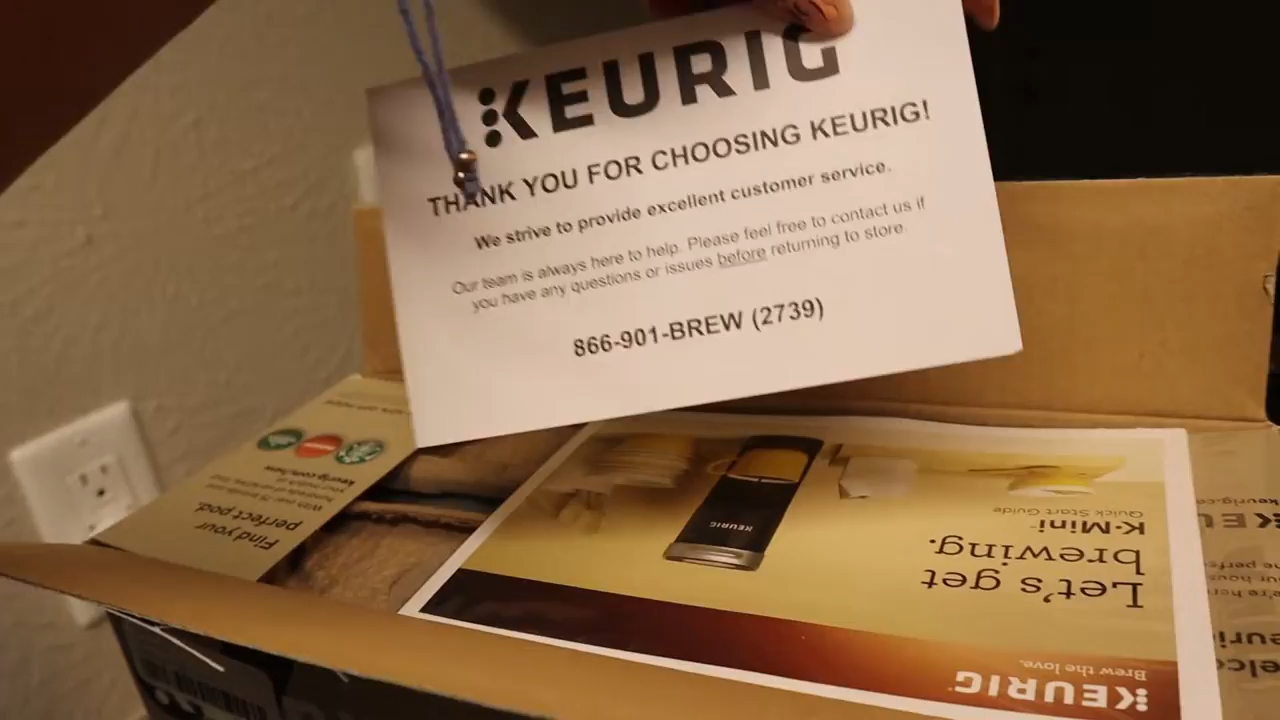 KEURIG
THANK YOU FOR CHOOSING KEURIG!
We strive to provide excellent customer service.
Our team is always here to help. Please feel free to contact us if
you have any questions or issues before returning to store.
866-901-BREW (2739)
Find your
perfect pod.
keurig.com/new
KEURIG
Brew the love.
Let's get
brewing.
K•Mini™
Quick Start Guide
KEURIG